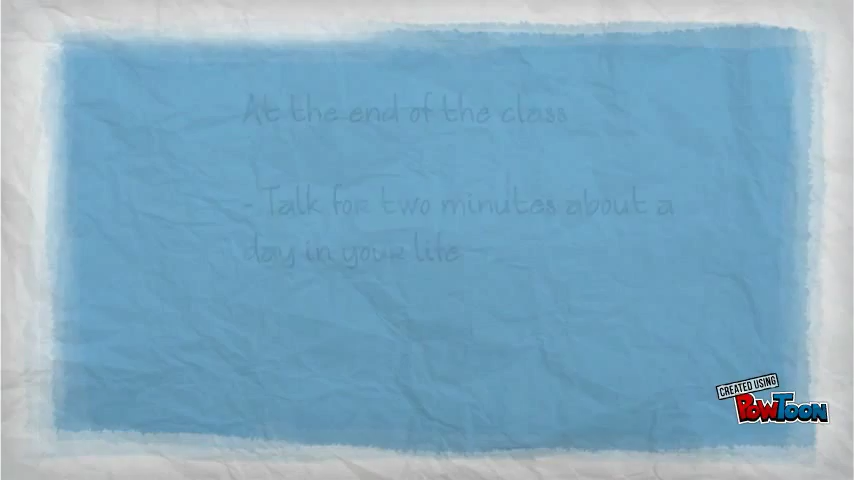 At the end of the class
- Talk for two minutes about a
day in your life
CREATED USING
POWTOON